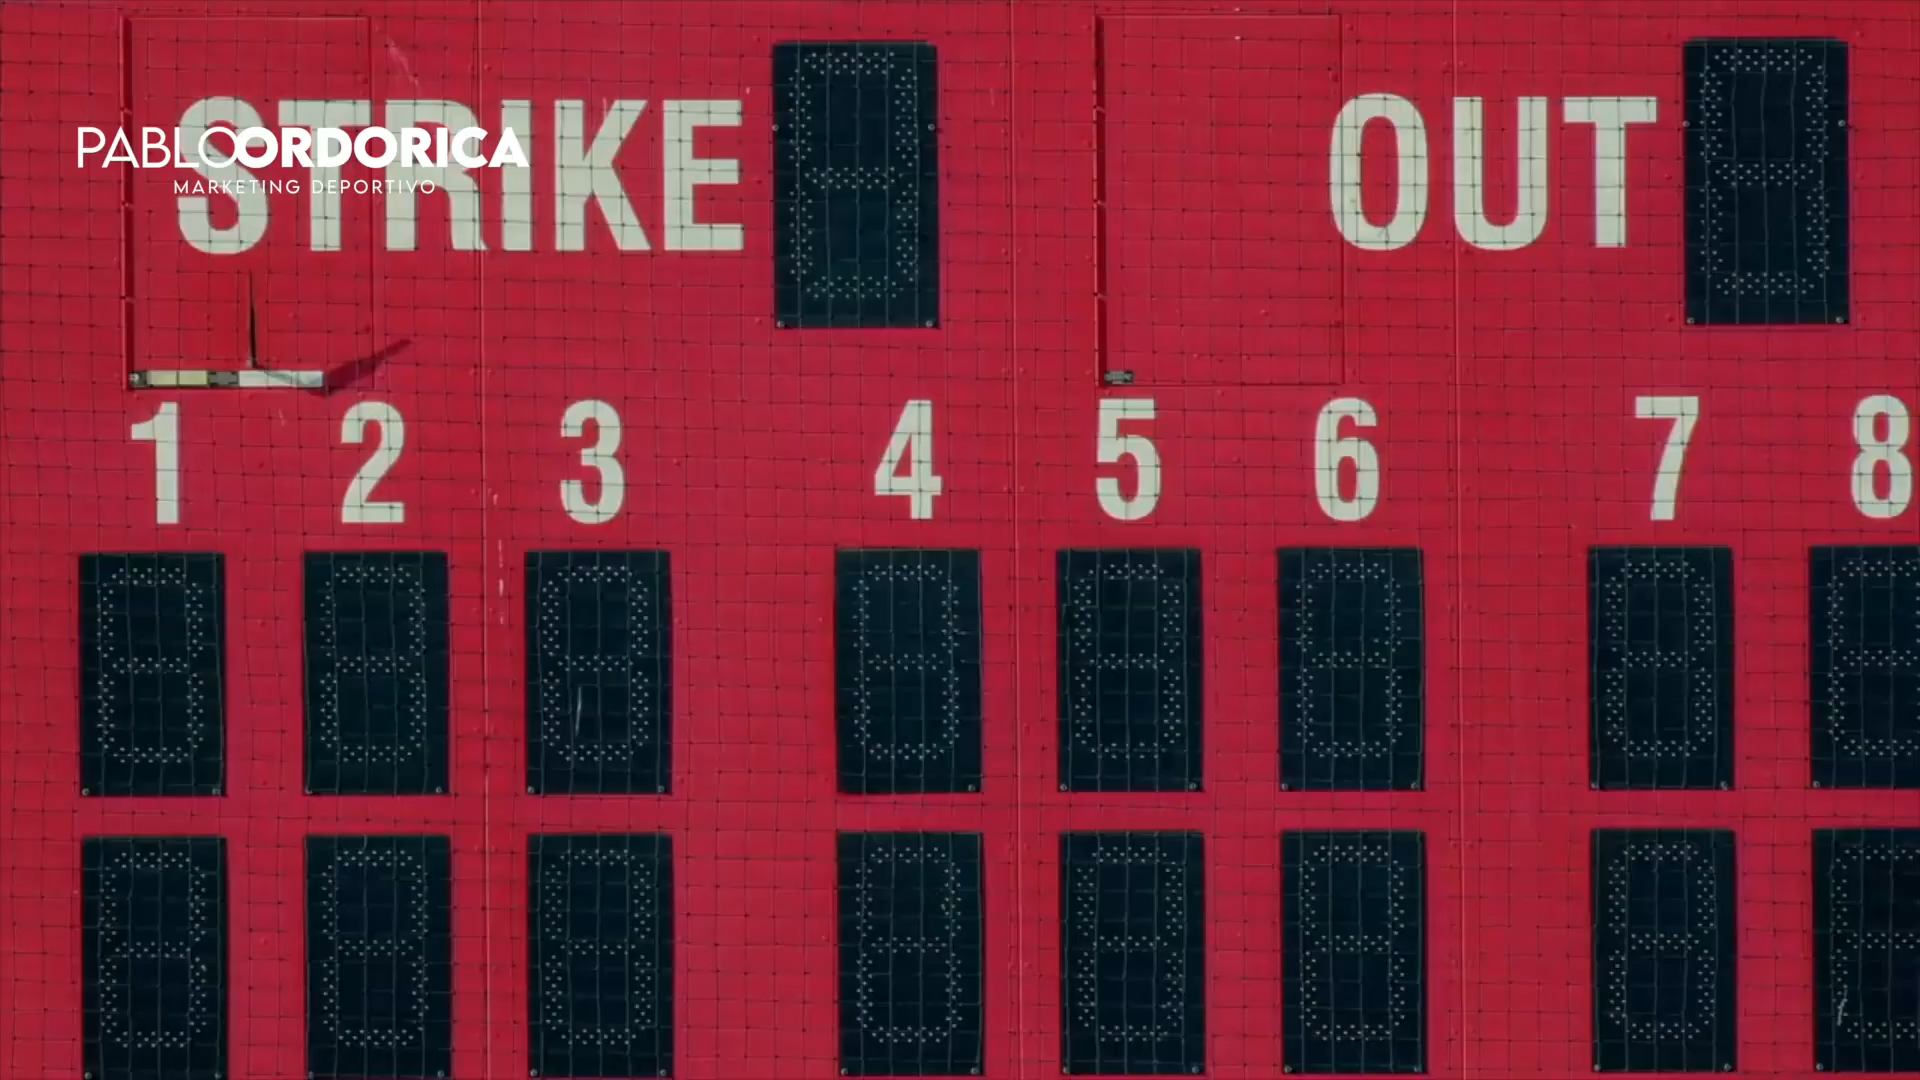 PABLOORDORICA
MARKETING DEPORTIVO
STRIKE
OUT
1 2 3 4 5 6 7 8